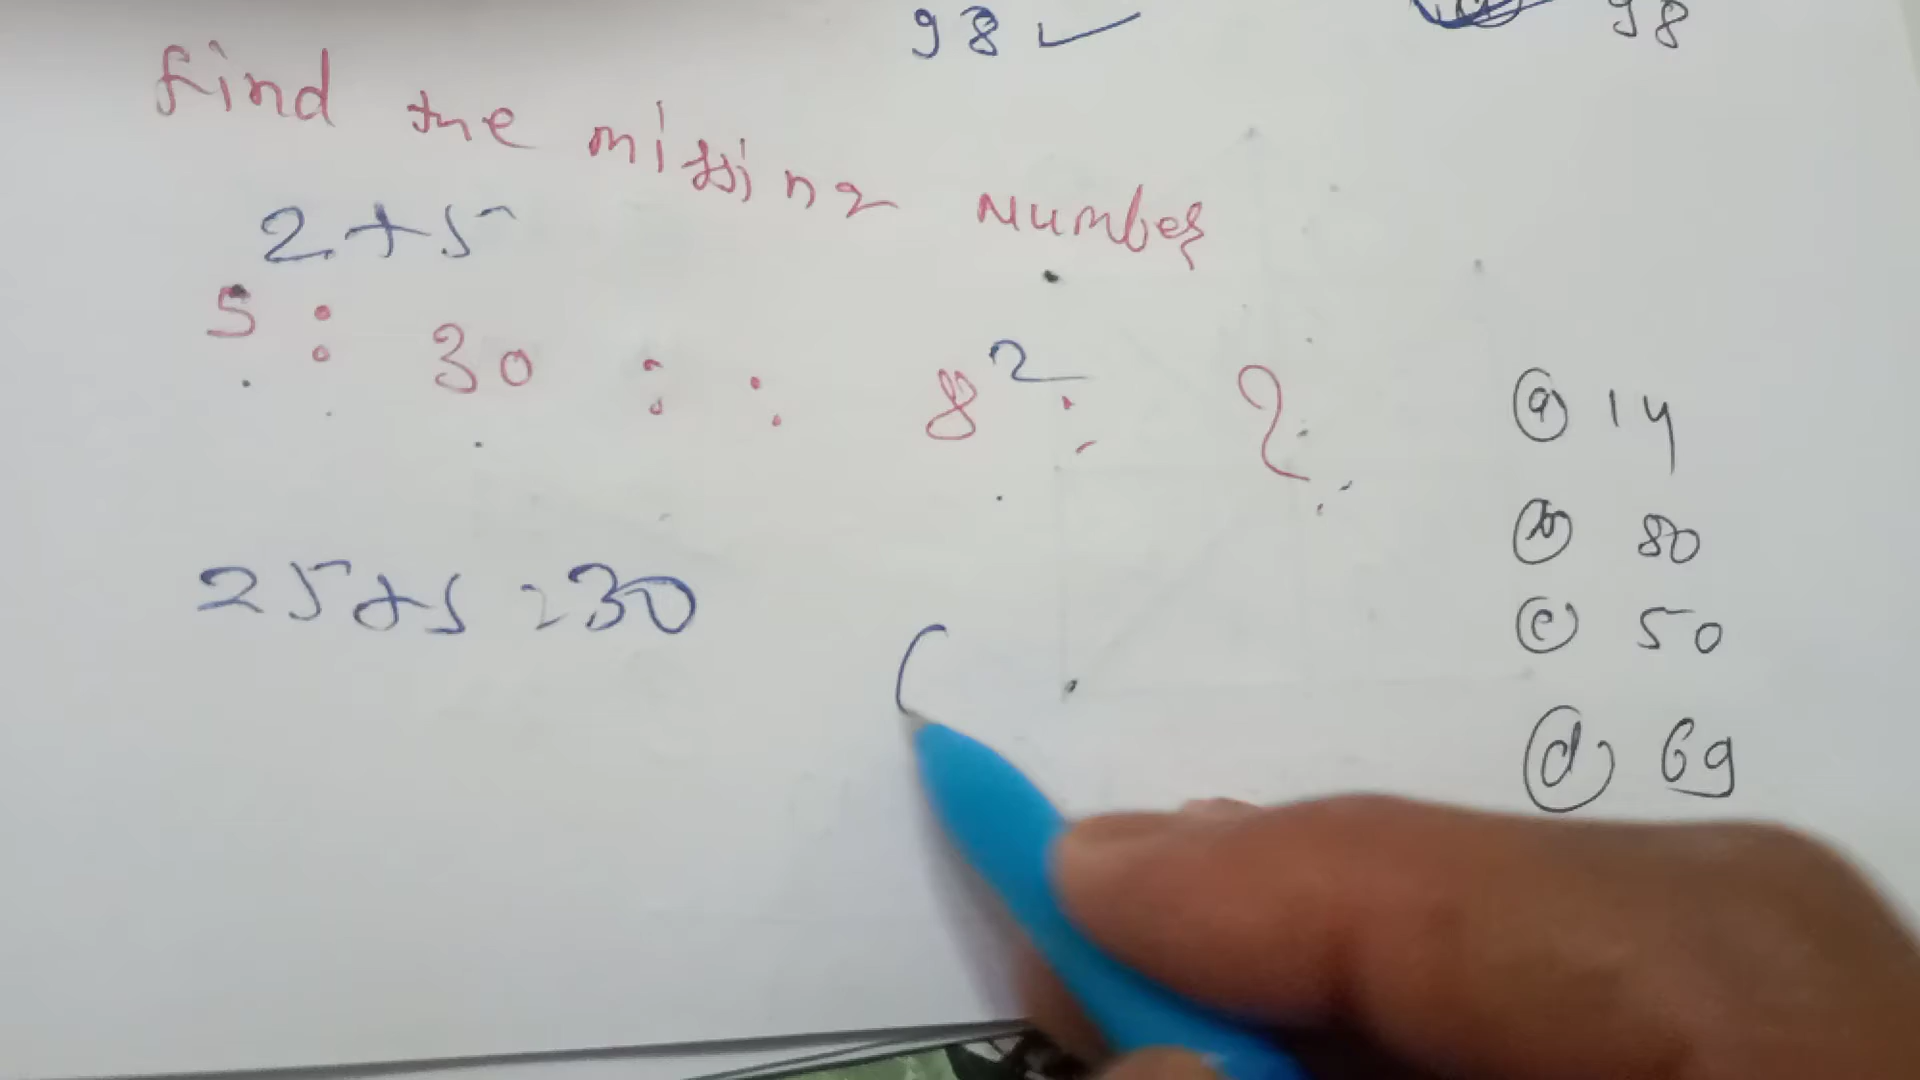 98 98
find the missing number
2+5
5 : 30 : : 8² : ?
25+5=30
(
(a) 14
(b) 80
(c) 50
(d) 69